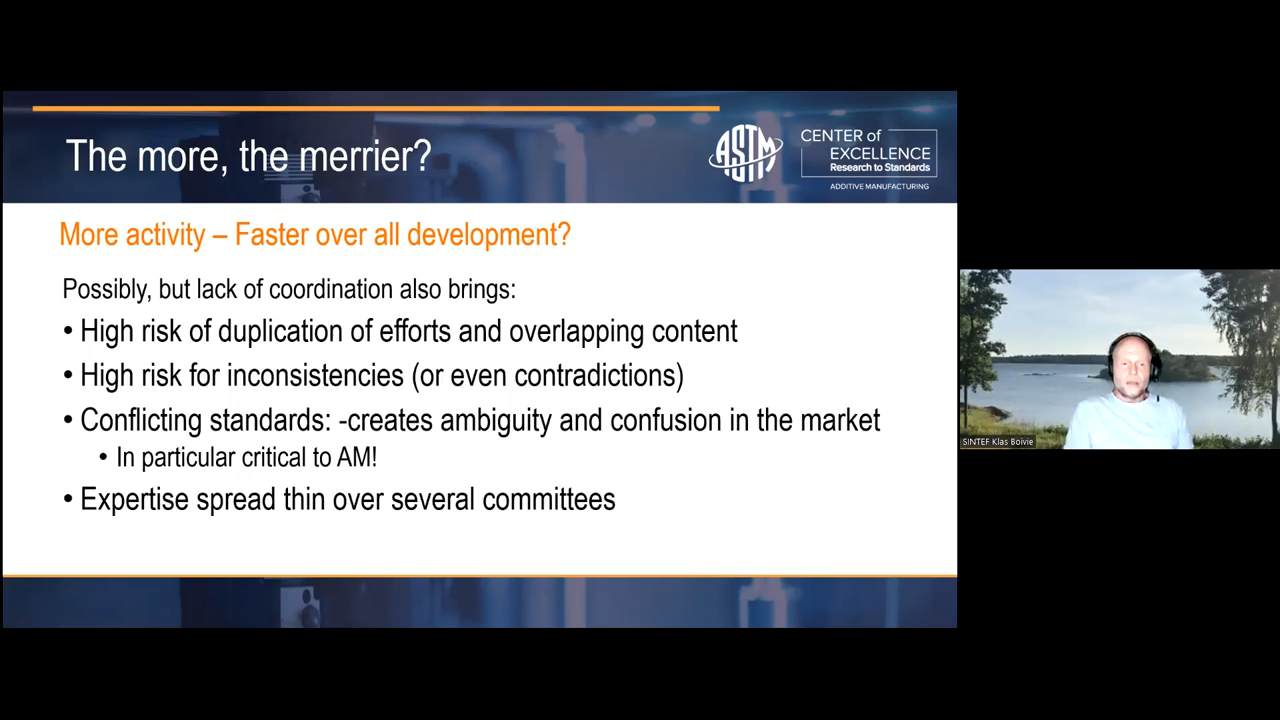 The more, the merrier?
ASTM
CENTER of
EXCELLENCE
Research to Standards
ADDITIVE MANUFACTURING
More activity – Faster over all development?
Possibly, but lack of coordination also brings:
• High risk of duplication of efforts and overlapping content
• High risk for inconsistencies (or even contradictions)
• Conflicting standards: -creates ambiguity and confusion in the market
• In particular critical to AM!
• Expertise spread thin over several committees
SINTEF Klas Boivie